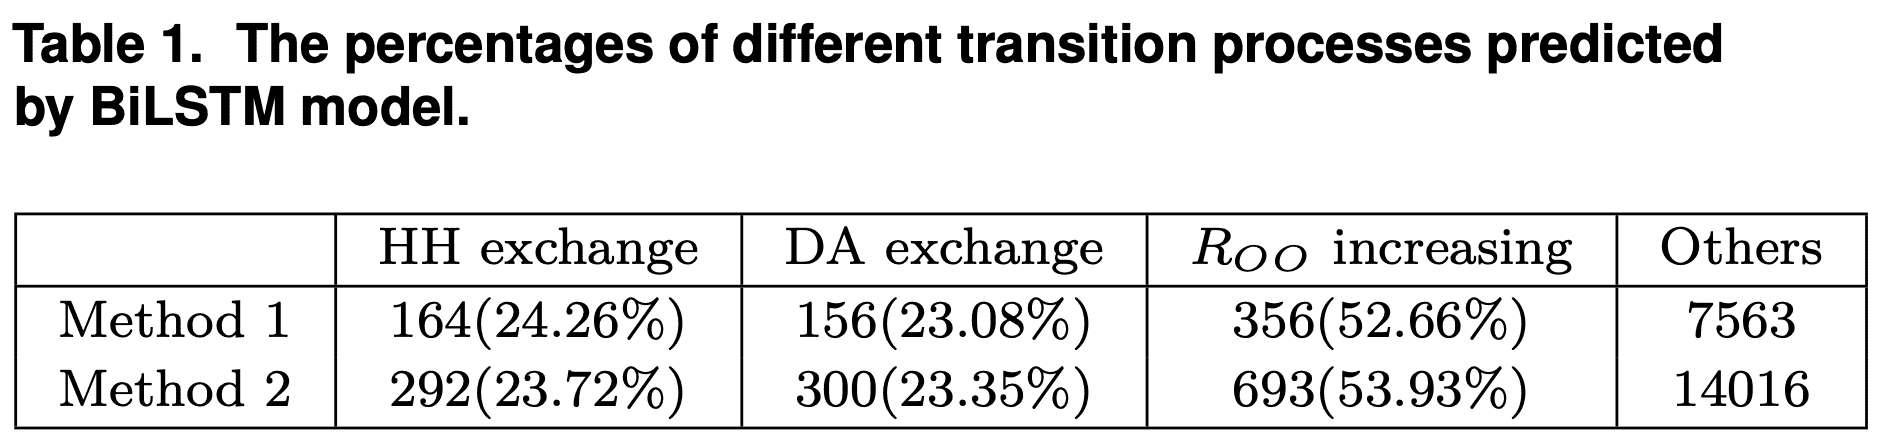 Table 1. The percentages of different transition processes predicted
by BiLSTM model.
HH exchange DA exchange R_OO increasing Others
Method 1 164(24.26%) 156(23.08%) 356(52.66%) 7563
Method 2 292(23.72%) 300(23.35%) 693(53.93%) 14016